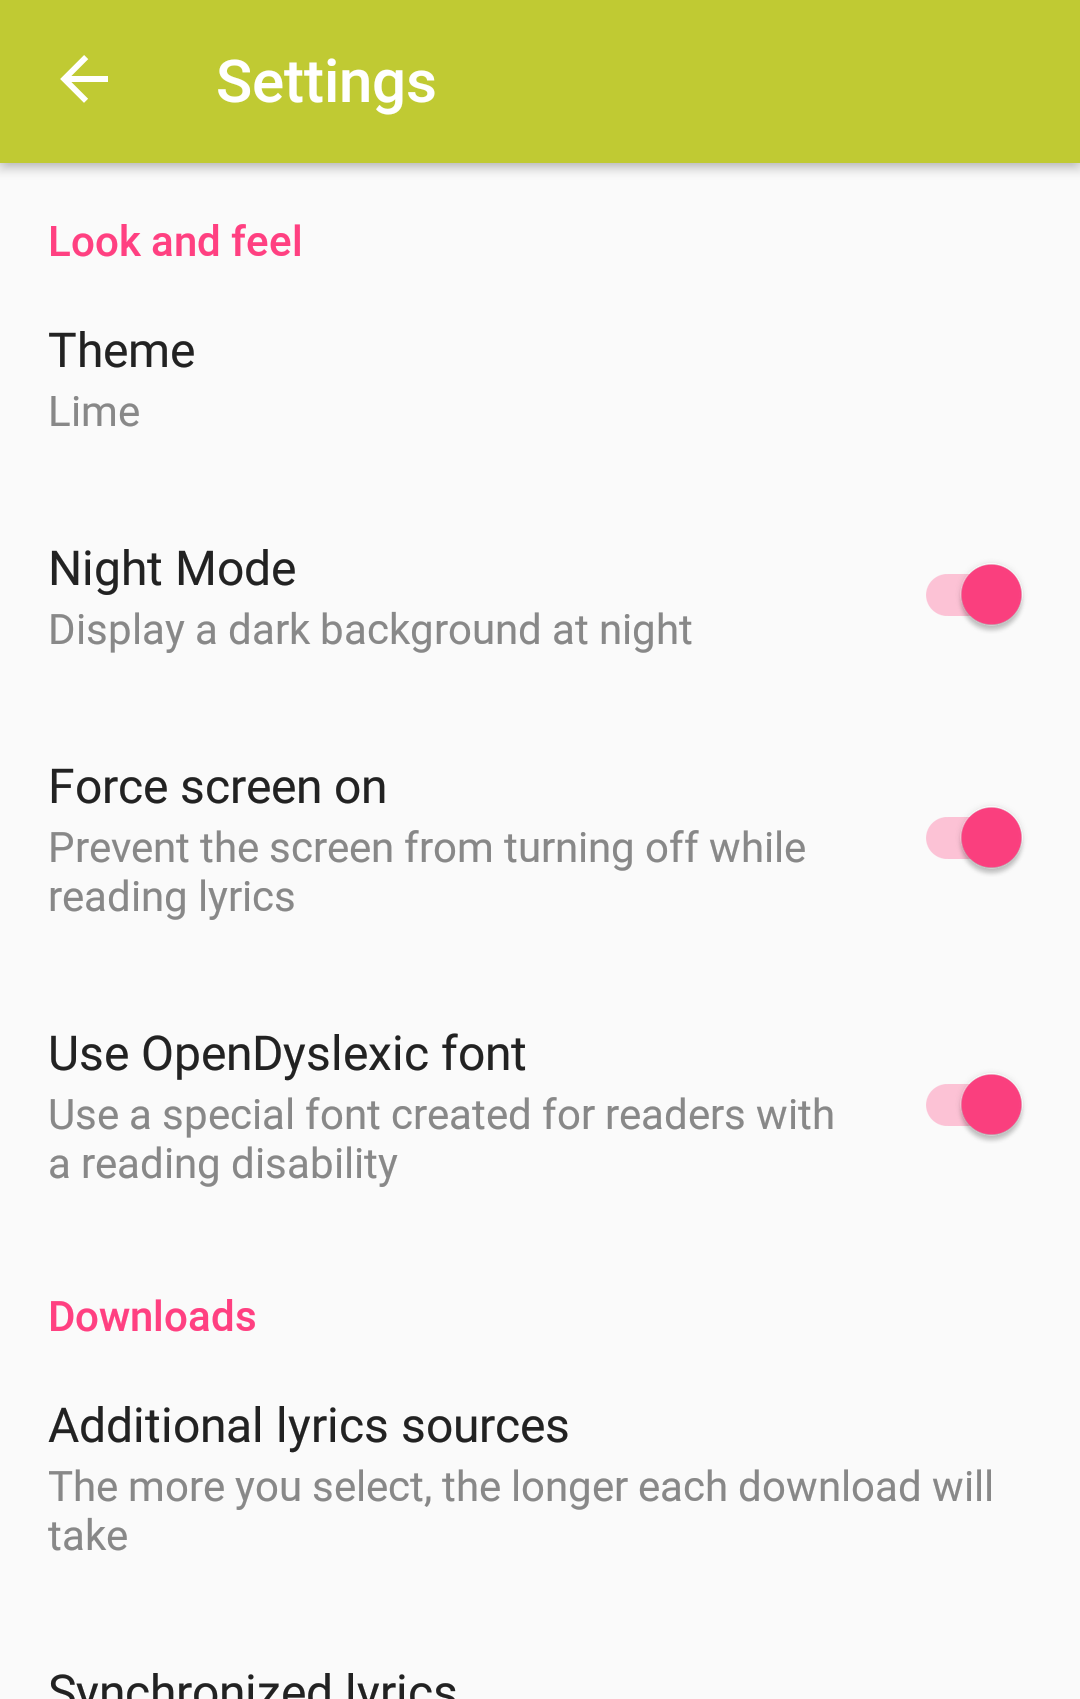 Settings
Look and feel
Theme
Lime
Night Mode
Display a dark background at night
Force screen on
Prevent the screen from turning off while
reading lyrics
Use OpenDyslexic font
Use a special font created for readers with
a reading disability
Downloads
Additional lyrics sources
The more you select, the longer each download will
take
Synchronized lyrics